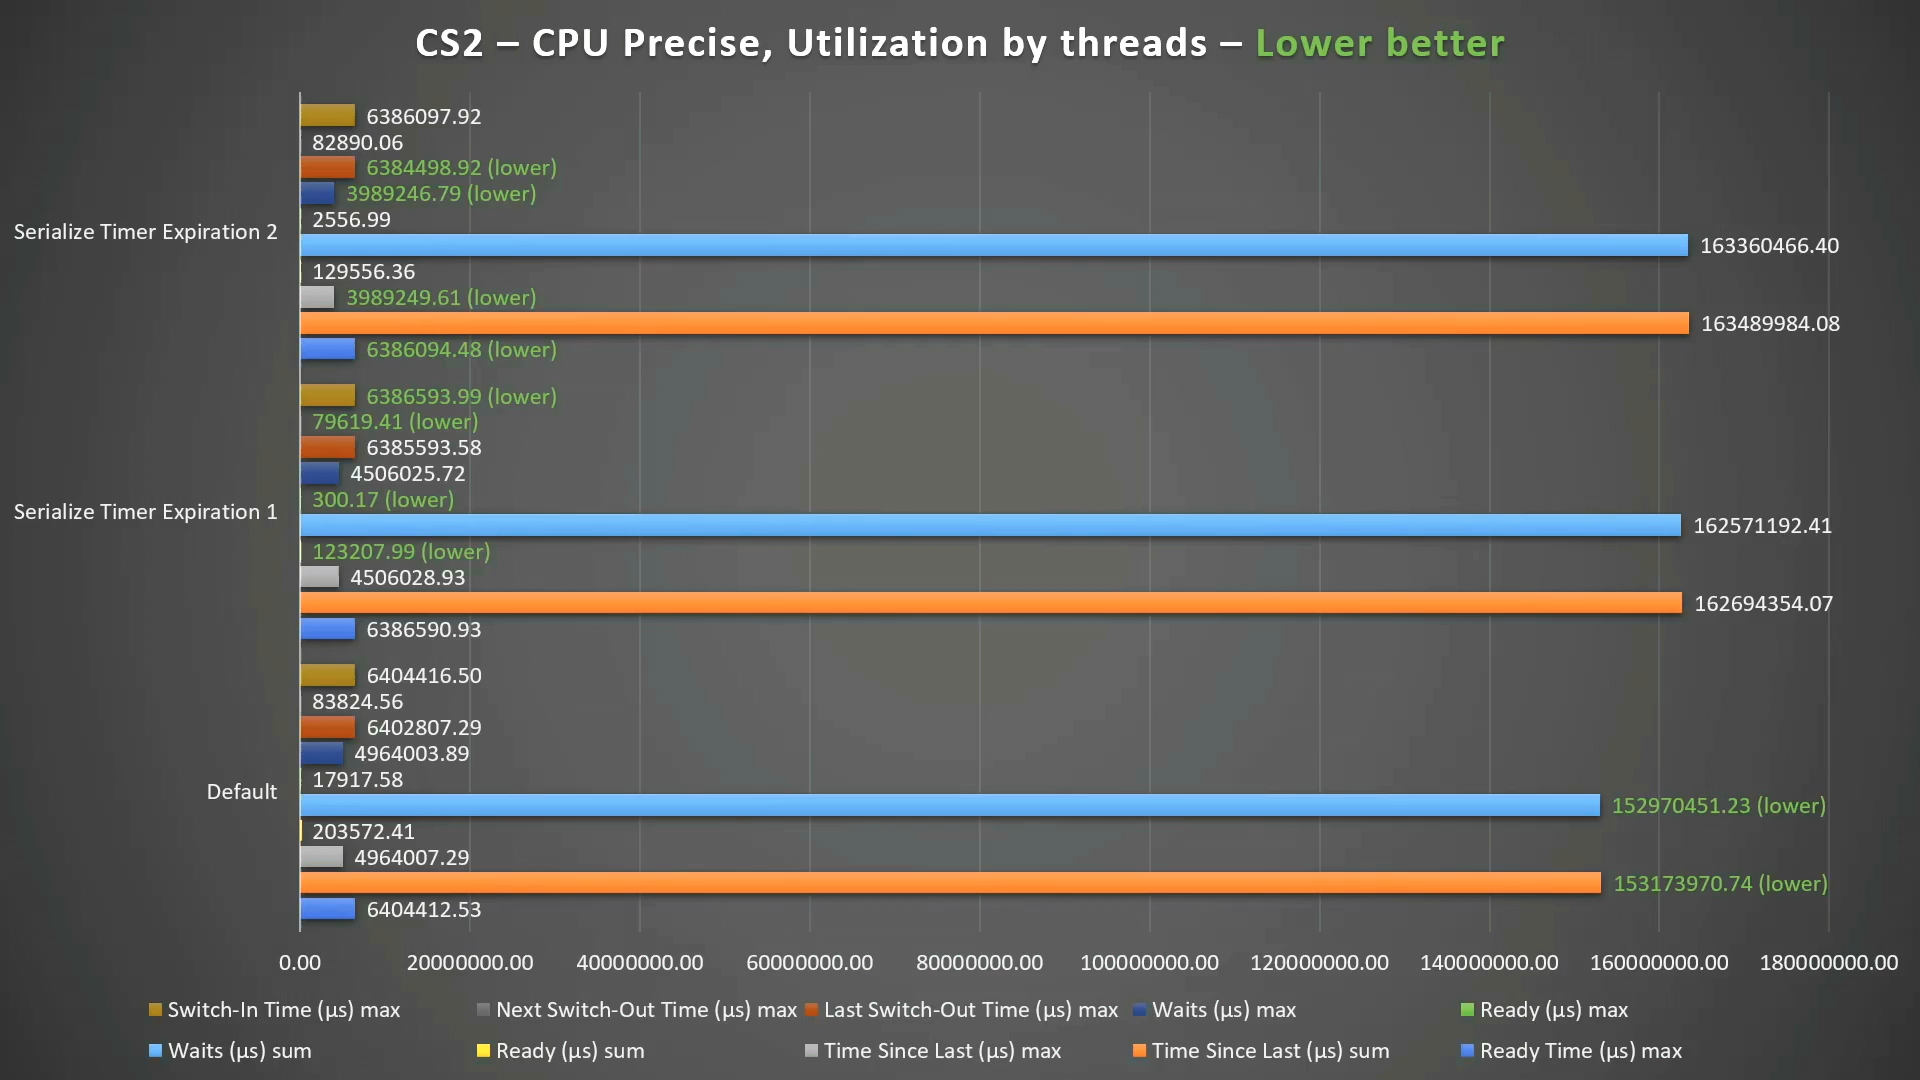 CS2 – CPU Precise, Utilization by threads – Lower better
6386097.92
82890.06
6384498.92 (lower)
3989246.79 (lower)
2556.99
Serialize Timer Expiration 2
163360466.40
129556.36
3989249.61 (lower)
163489984.08
6386094.48 (lower)
6386593.99 (lower)
79619.41 (lower)
6385593.58
4506025.72
300.17 (lower)
Serialize Timer Expiration 1
162571192.41
123207.99 (lower)
4506028.93
162694354.07
6386590.93
6404416.50
83824.56
6402807.29
4964003.89
17917.58
Default
152970451.23 (lower)
203572.41
4964007.29
153173970.74 (lower)
6404412.53
0.00 20000000.00 40000000.00 60000000.00 80000000.00 100000000.00 120000000.00 140000000.00 160000000.00 180000000.00
Switch-In Time (µs) max Next Switch-Out Time (µs) max Last Switch-Out Time (µs) max Waits (µs) max Ready (µs) max
Waits (µs) sum Ready (µs) sum Time Since Last (µs) max Time Since Last (µs) sum Ready Time (µs) max